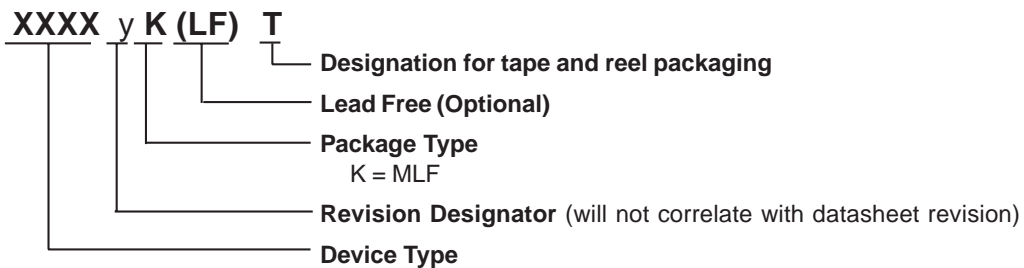 XXXX y K (LF) T
Designation for tape and reel packaging
Lead Free (Optional)
Package Type
K = MLF
Revision Designator (will not correlate with datasheet revision)
Device Type